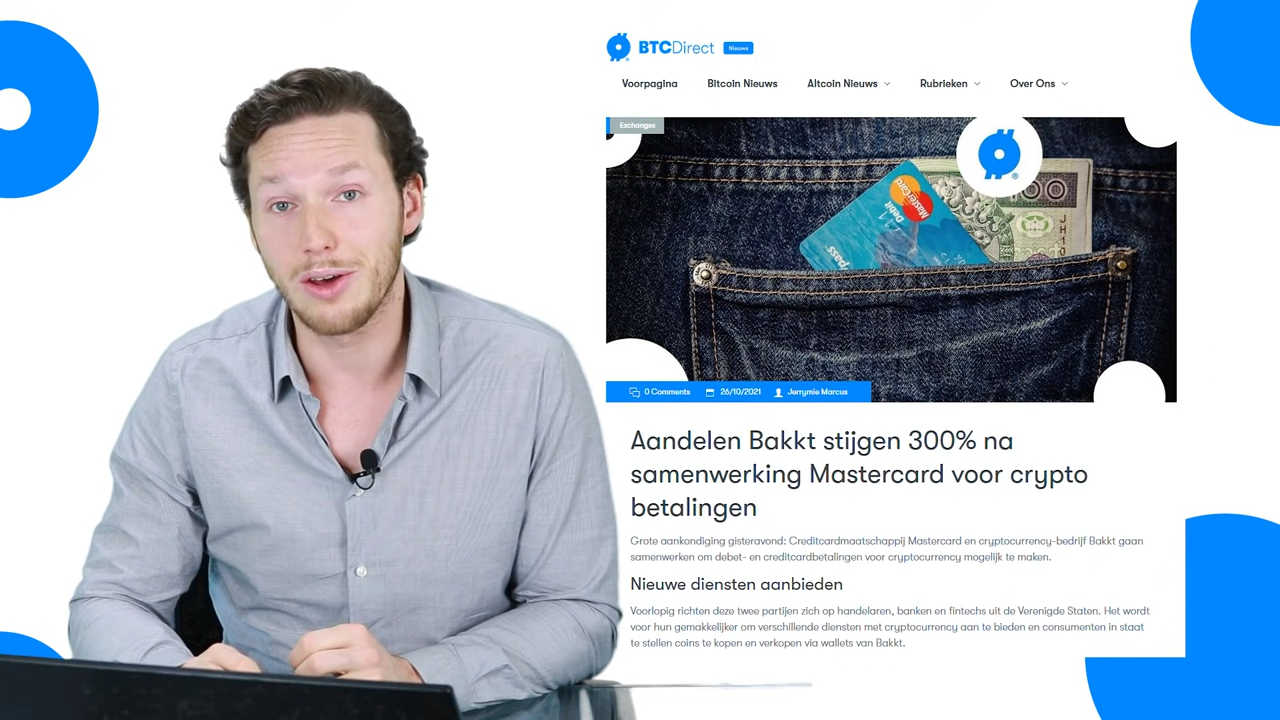 BTCDirect Nieuws
Voorpagina Bitcoin Nieuws Altcoin Nieuws Rubrieken Over Ons
Exchanges
MasterCard
Debit
pass
100
0 Comments 26/10/2021 Jerrymie Marcus
Aandelen Bakkt stijgen 300% na
samenwerking Mastercard voor crypto
betalingen
Grote aankondiging gisteravond: Creditcardmaatschappij Mastercard en cryptocurrency-bedrijf Bakkt gaan
samenwerken om debet- en creditcardbetalingen voor cryptocurrency mogelijk te maken.
Nieuwe diensten aanbieden
Voorlopig richten deze twee partijen zich op handelaren, banken en fintechs uit de Verenigde Staten. Het wordt
voor hun gemakkelijker om verschillende diensten met cryptocurrency aan te bieden en consumenten in staat
te stellen coins te kopen en verkopen via wallets van Bakkt.